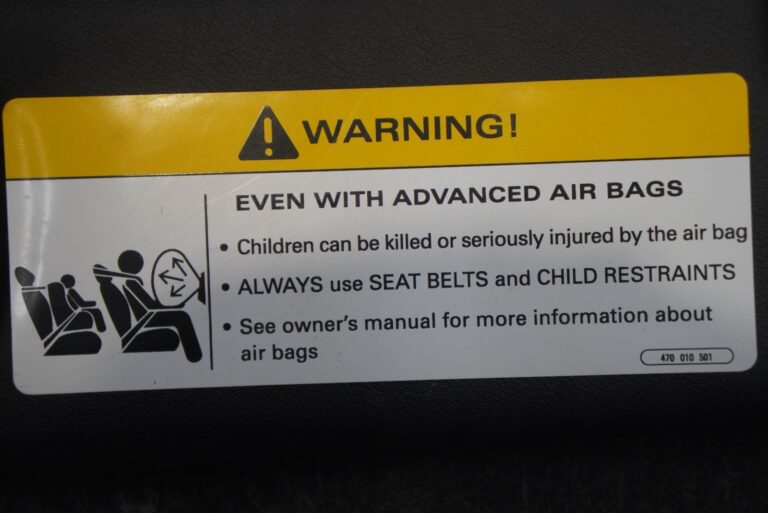 WARNING!
EVEN WITH ADVANCED AIR BAGS
• Children can be killed or seriously injured by the air bag
• ALWAYS use SEAT BELTS and CHILD RESTRAINTS
• See owner's manual for more information about
air bags
470 010 501